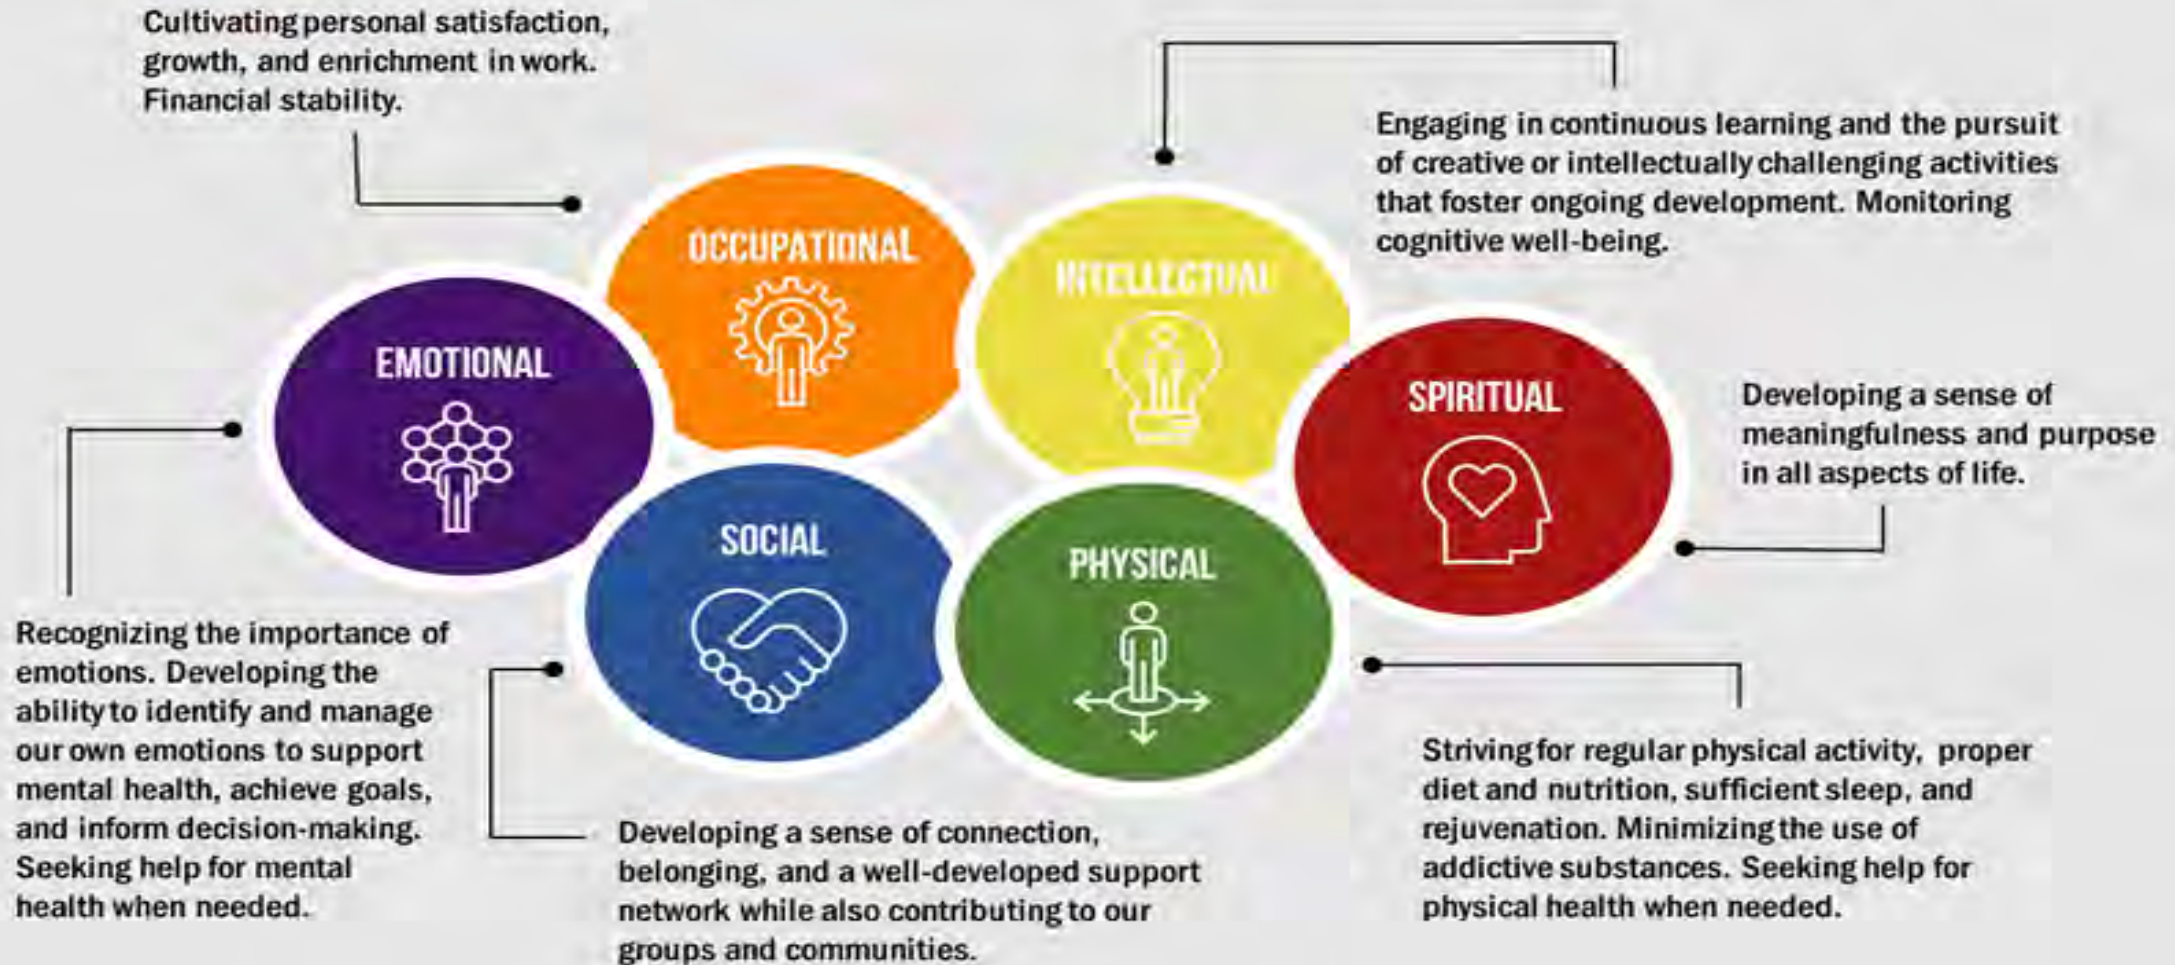 Cultivating personal satisfaction,
growth, and enrichment in work.
Financial stability.
Engaging in continuous learning and the pursuit
of creative or intellectually challenging activities
that foster ongoing development. Monitoring
cognitive well-being.
OCCUPATIONAL
INTELLECTUAL
EMOTIONAL
SPIRITUAL
Developing a sense of
meaningfulness and purpose
in all aspects of life.
SOCIAL
PHYSICAL
Recognizing the importance of
emotions. Developing the
ability to identify and manage
our own emotions to support
mental health, achieve goals,
and inform decision-making.
Seeking help for mental
health when needed.
Developing a sense of connection,
belonging, and a well-developed support
network while also contributing to our
groups and communities.
Striving for regular physical activity, proper
diet and nutrition, sufficient sleep, and
rejuvenation. Minimizing the use of
addictive substances. Seeking help for
physical health when needed.